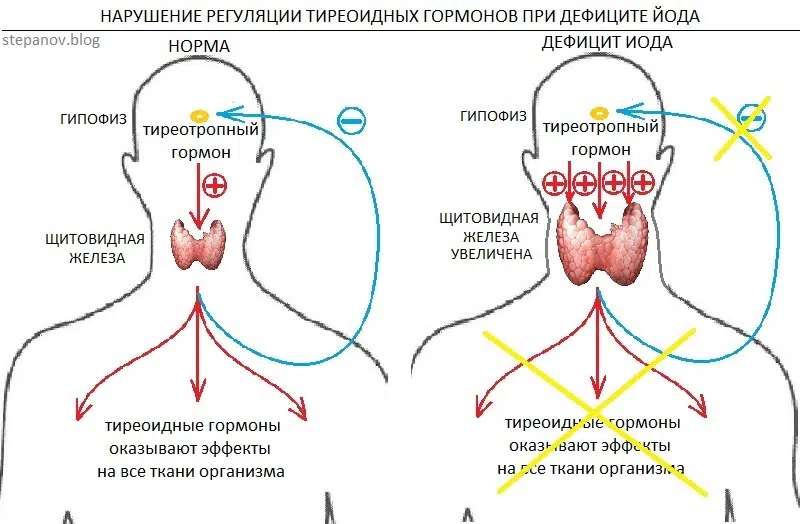 НАРУШЕНИЕ РЕГУЛЯЦИИ ТИРЕОИДНЫХ ГОРМОНОВ ПРИ ДЕФИЦИТЕ ЙОДА
stepanov.blog
НОРМА
ГИПОФИЗ
тиреотропный
гормон
ЩИТОВИДНАЯ
ЖЕЛЕЗА
тиреоидные гормоны
оказывают эффекты
на все ткани организма
ДЕФИЦИТ ИОДА
ГИПОФИЗ
тиреотропный
гормон
ЩИТОВИДНАЯ
ЖЕЛЕЗА
УВЕЛИЧЕНА
тиреоидные гормоны
оказывают эффекты
на все ткани организма